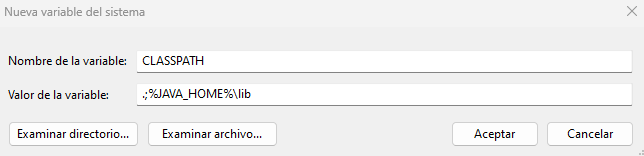 Nueva variable del sistema
Nombre de la variable: CLASSPATH
Valor de la variable: .;%JAVA_HOME%\lib
Examinar directorio... Examinar archivo... Aceptar Cancelar